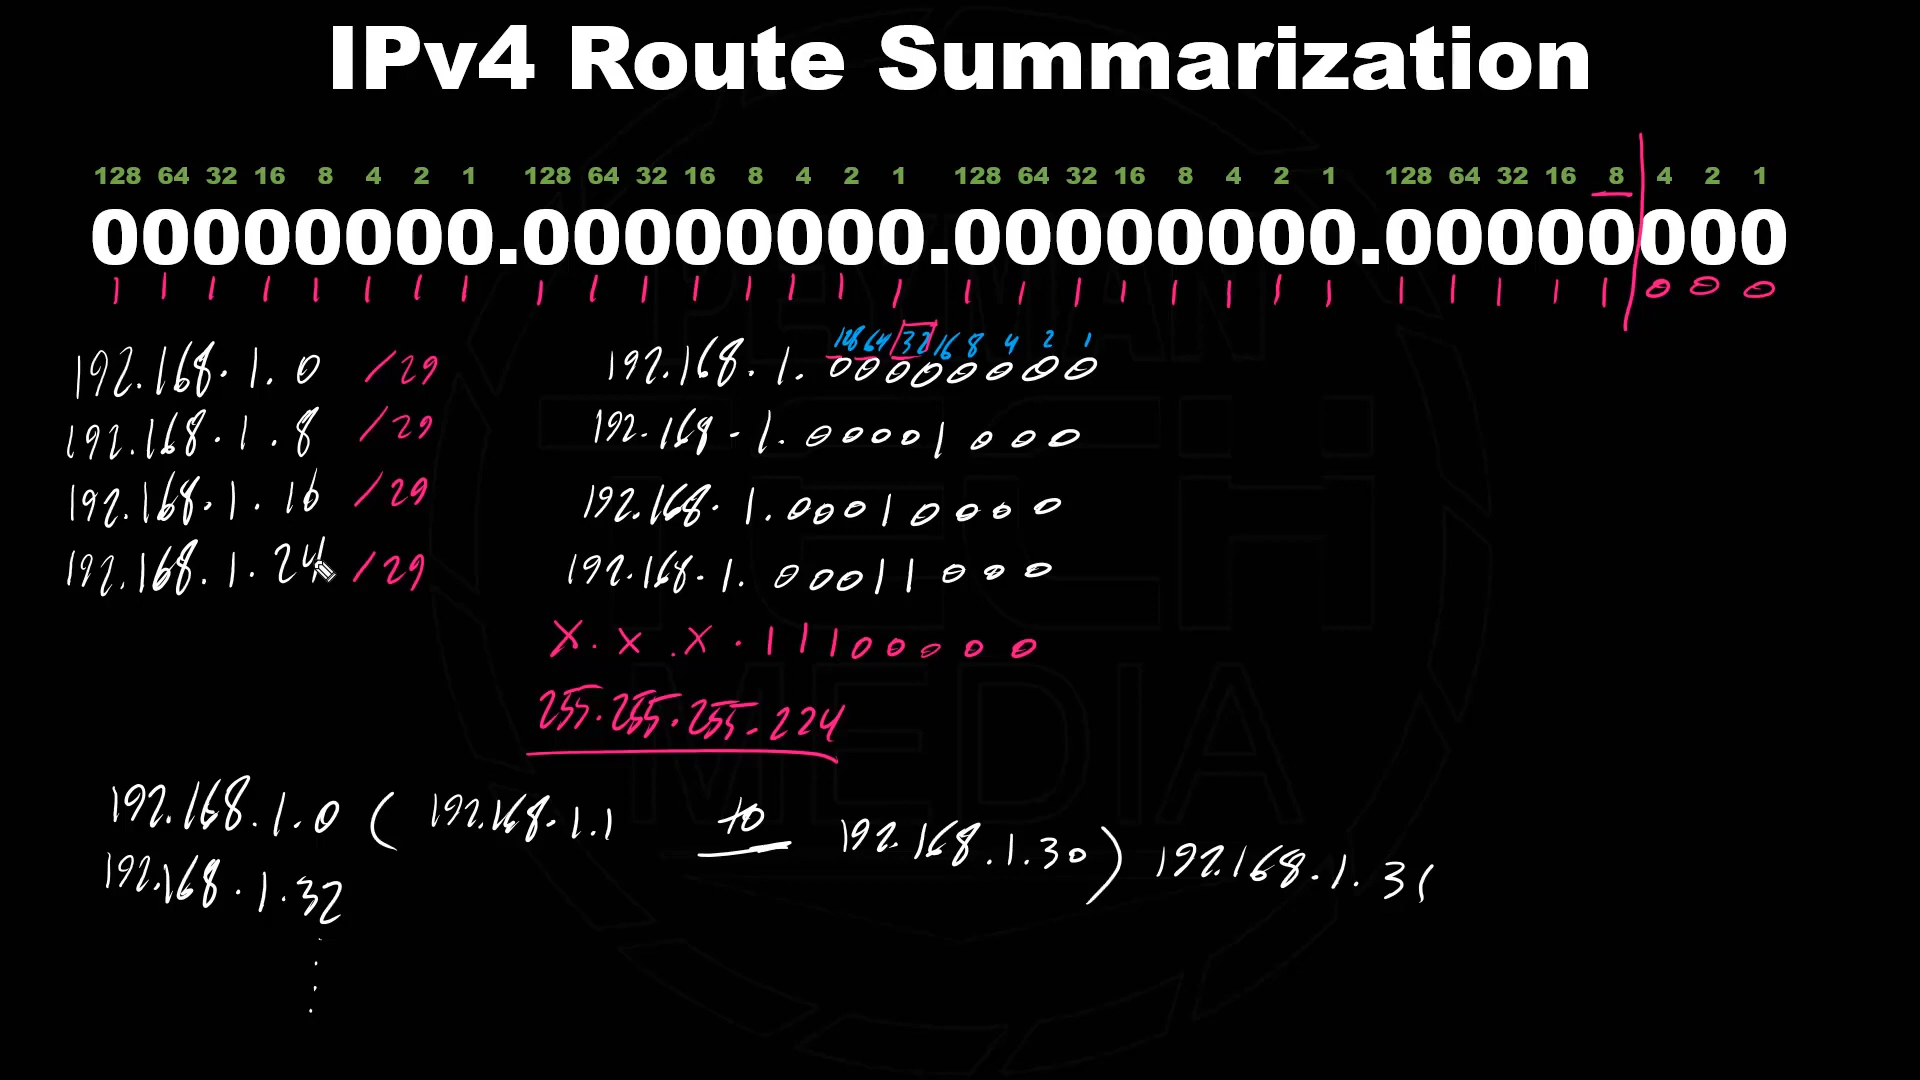 IPv4 Route Summarization
128 64 32 16 8 4 2 1 128 64 32 16 8 4 2 1 128 64 32 16 8 4 2 1 128 64 32 16 8 4 2 1
00000000.00000000.00000000.00000000
1 1 1 1 1 1 1 1 1 1 1 1 1 1 1 1 1 1 1 1 1 1 1 1 1 1 1 1 1 0 0 0
128 64 32 16 8 4 2 1
192.168.1.0 /29 192.168.1.00000000
192.168.1.8 /29 192.168.1.00001000
192.168.1.16 /29 192.168.1.00010000
192.168.1.24 /29 192.168.1.00011000
X.X.X.11100000
255.255.255.224
192.168.1.0 (192.168.1.1 to 192.168.1.30) 192.168.1.31
192.168.1.32
PEYMAN
TECH
MEDIA